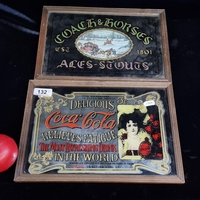 COACH & HORSES
EST 1801
ALES·STOUTS
132
DELICIOUS
Coca-Cola
RELIEVES FATIGUE
THE MOST REFRESHING DRINK
IN THE WORLD